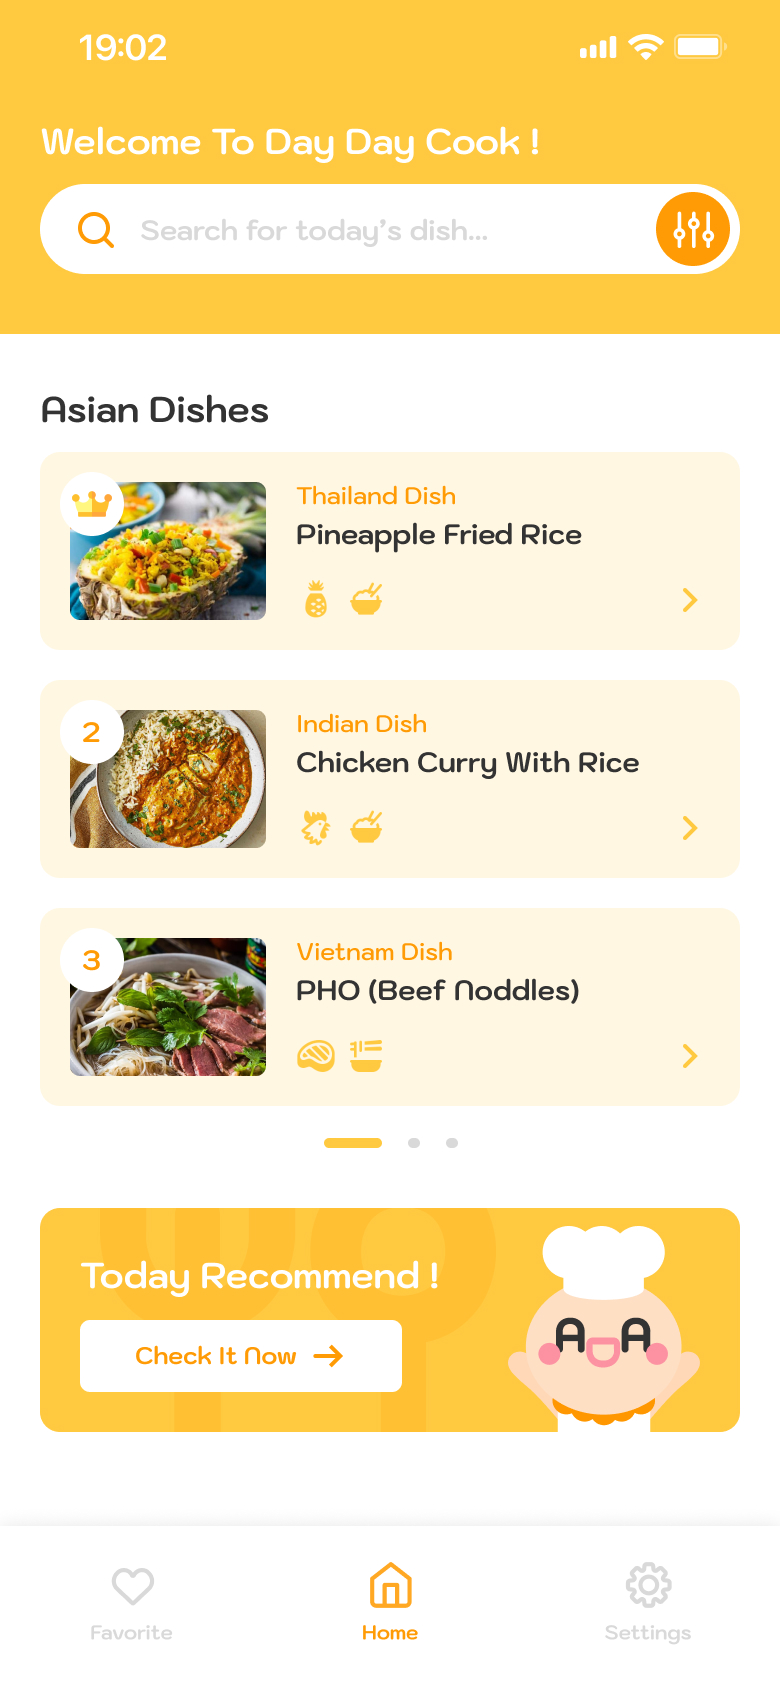 19:02
Welcome To Day Day Cook !
Search for today's dish...
Asian Dishes
Thailand Dish
Pineapple Fried Rice
2
Indian Dish
Chicken Curry With Rice
3
Vietnam Dish
PHO (Beef Noddles)
Today Recommend !
Check It Now
Favorite
Home
Settings